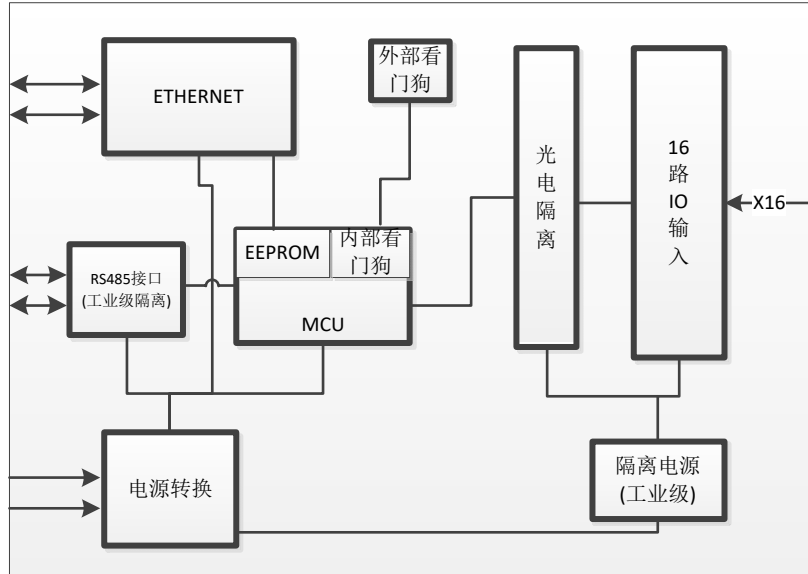 ETHERNET
外部看
门狗
光
电
隔
离
16
路
IO
输
入
X16
EEPROM
内部看
门狗
MCU
RS485接口
(工业级隔离)
电源转换
隔离电源
(工业级)